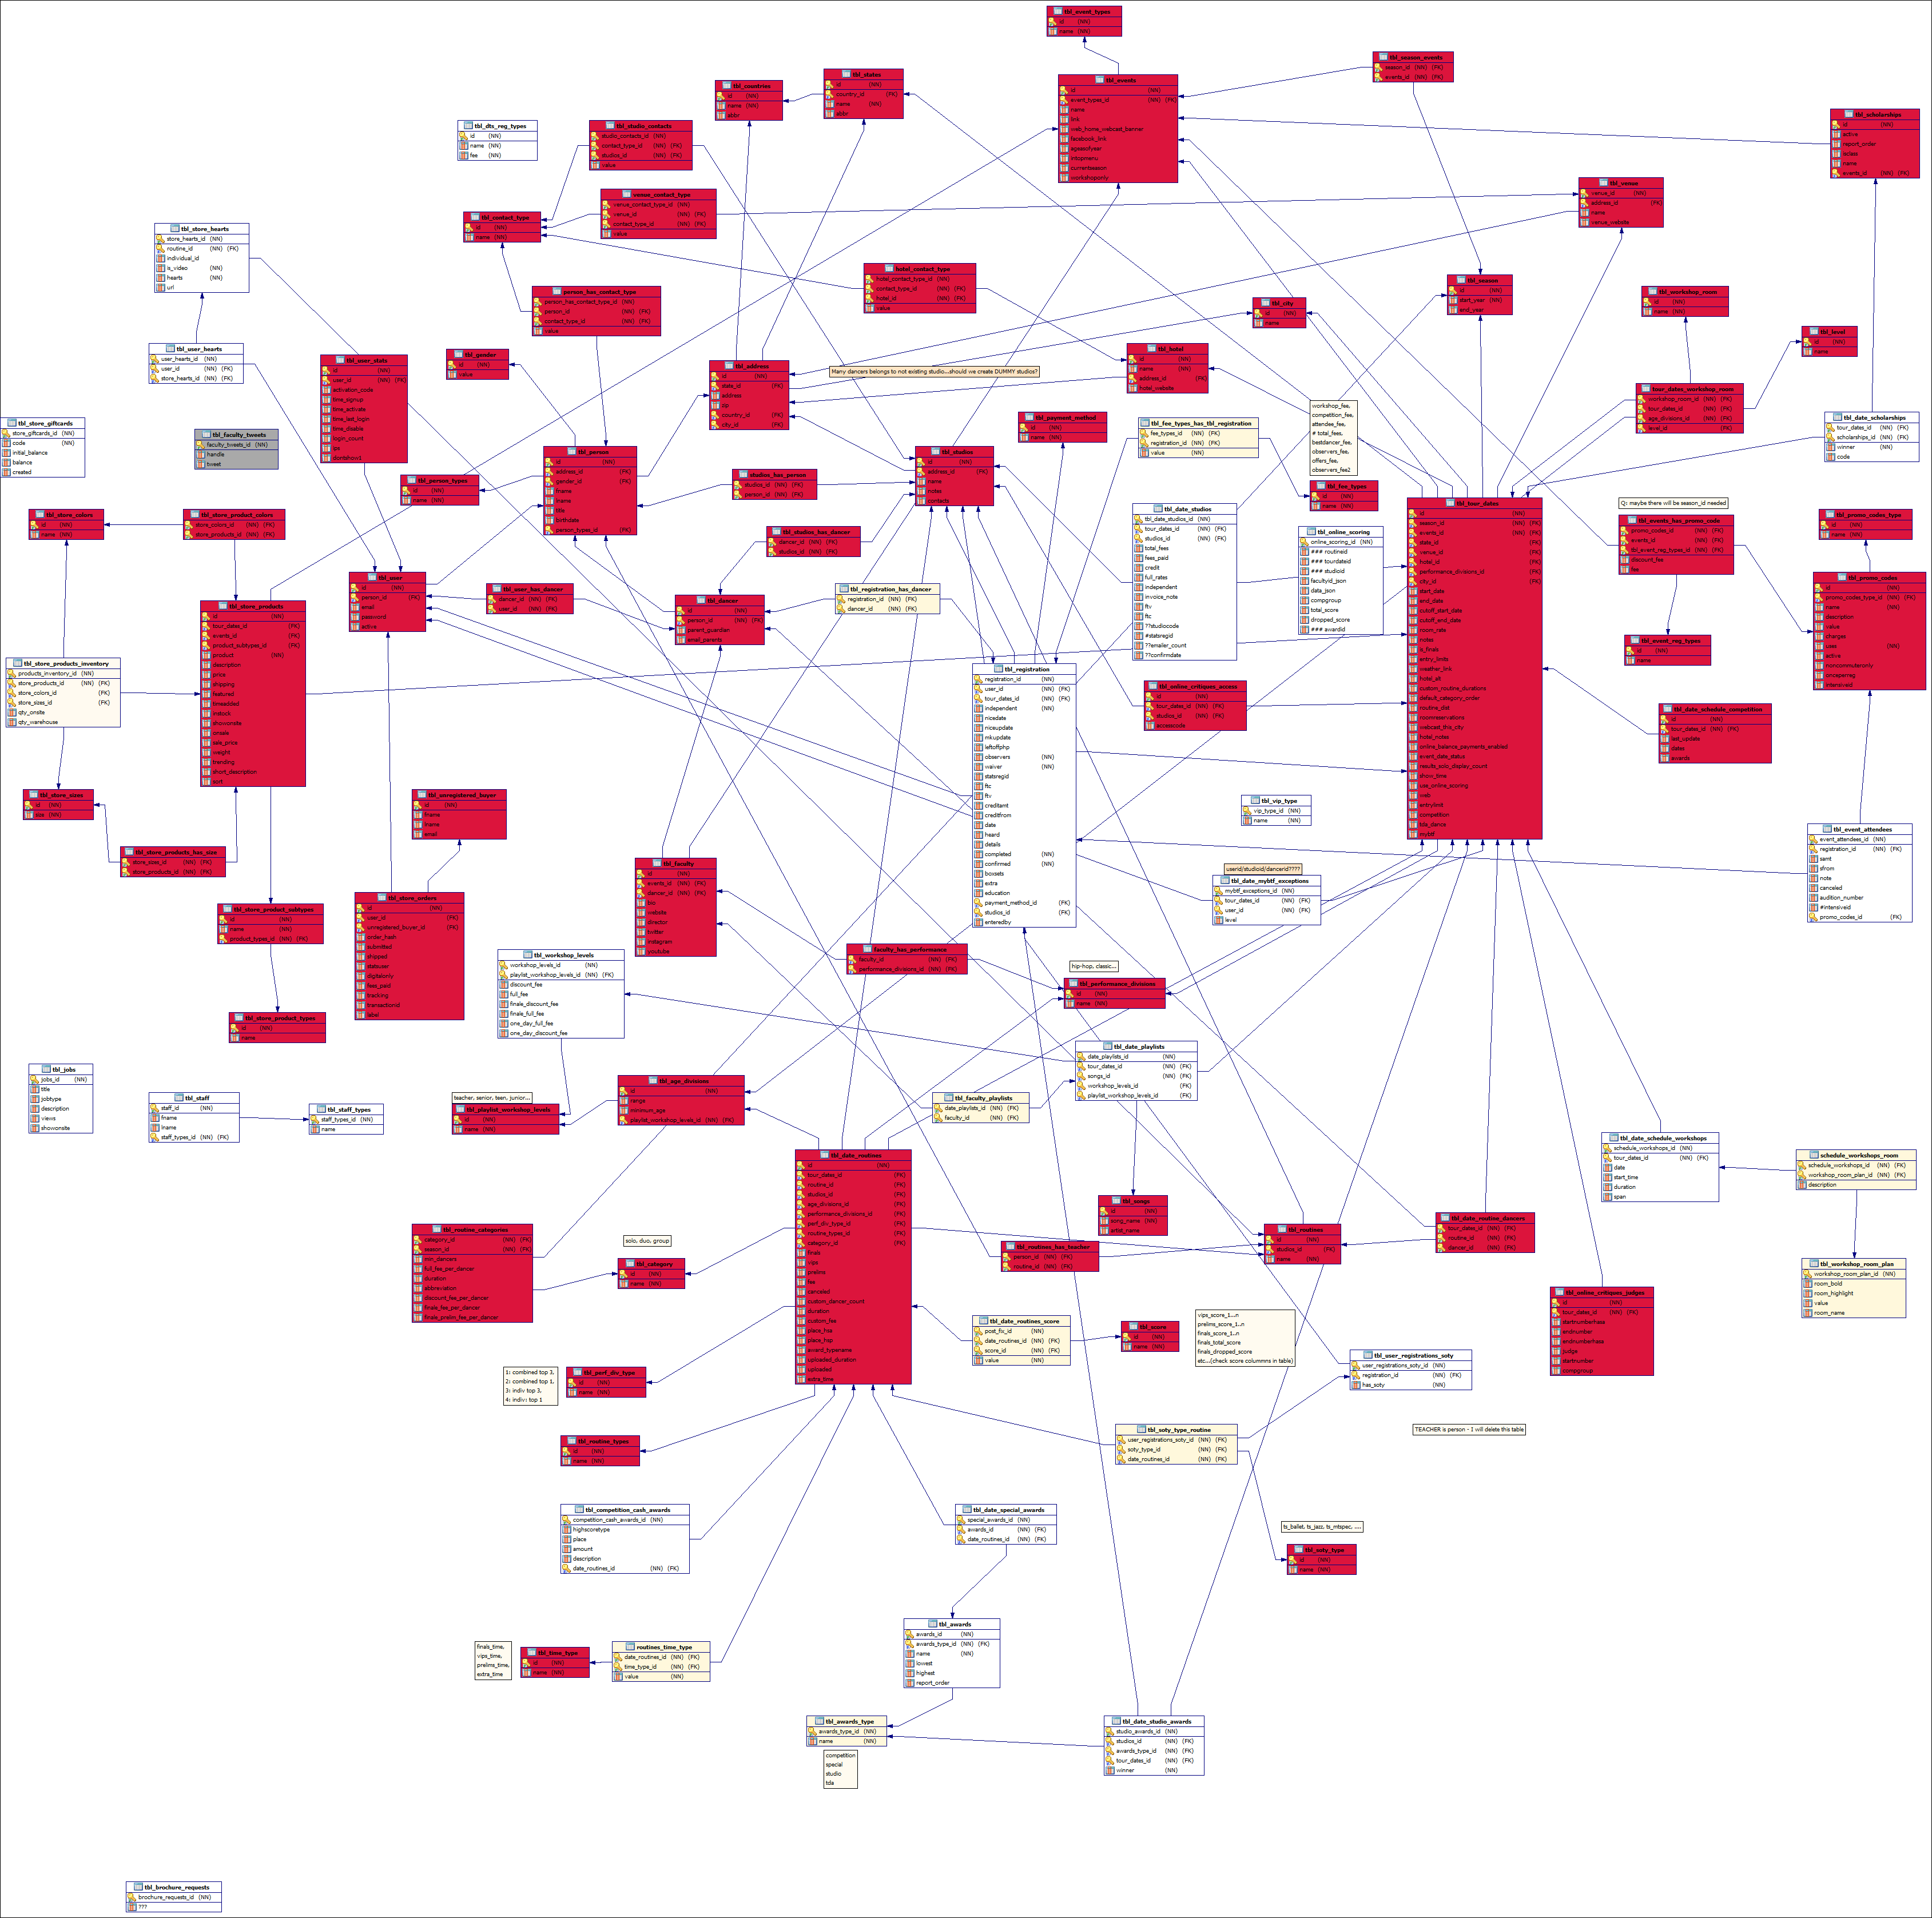 tbl_event_types
id (NN)
name (NN)
tbl_events
id (NN)
event_types_id (NN) (FK)
name
link
web_home_webcast_banner
facebook_link
ageasofyear
intopmenu
currentseason
workshoponly
tbl_season_events
season_id (NN) (FK)
events_id (NN) (FK)
tbl_states
id (NN)
country_id (FK)
name (NN)
abbr
tbl_countries
id (NN)
name (NN)
abbr
tbl_dts_reg_types
id (NN)
name (NN)
fee (NN)
tbl_studio_contacts
studio_contacts_id (NN)
contact_type_id (NN) (FK)
studios_id (NN) (FK)
value
tbl_scholarships
id (NN)
active
report_order
isclass
name
events_id (NN) (FK)
venue_contact_type
venue_contact_type_id (NN)
venue_id (NN) (FK)
contact_type_id (NN) (FK)
value
tbl_venue
venue_id (NN)
address_id (FK)
name
venue_website
tbl_contact_type
id (NN)
name (NN)
tbl_store_hearts
store_hearts_id (NN)
routine_id (NN) (FK)
individual_id
is_video (NN)
hearts (NN)
url
hotel_contact_type
hotel_contact_type_id (NN)
contact_type_id (NN) (FK)
hotel_id (NN) (FK)
value
tbl_season
id (NN)
start_year (NN)
end_year
person_has_contact_type
person_has_contact_type_id (NN)
person_id (NN) (FK)
contact_type_id (NN) (FK)
value
tbl_city
id (NN)
name
tbl_workshop_room
id (NN)
name (NN)
tbl_level
id (NN)
name
tbl_user_hearts
user_hearts_id (NN)
user_id (NN) (FK)
store_hearts_id (NN) (FK)
tbl_user_stats
id (NN)
user_id (NN) (FK)
activation_code
time_signup
time_activate
time_last_login
time_disable
login_count
ips
dontshow1
tbl_gender
id (NN)
value
tbl_address
id (NN)
state_id (FK)
address
zip
country_id (FK)
city_id (FK)
Many dancers belongs to not existing studio...should we create DUMMY studios?
tbl_hotel
id (NN)
name (NN)
address_id (FK)
hotel_website
tour_dates_workshop_room
workshop_room_id (NN) (FK)
tour_dates_id (NN) (FK)
age_divisions_id (NN) (FK)
level_id (FK)
tbl_date_scholarships
tour_dates_id (NN) (FK)
scholarships_id (NN) (FK)
winner (NN)
code
tbl_store_giftcards
store_giftcards_id (NN)
code (NN)
initial_balance
balance
created
tbl_faculty_tweets
faculty_tweets_id (NN)
handle
tweet
workshop_fee,
competition_fee,
attendee_fee,
# total_fees,
bestdancer_fee,
observers_fee,
offers_fee,
observers_fee2
tbl_payment_method
id (NN)
name (NN)
tbl_fee_types_has_tbl_registration
fee_types_id (NN) (FK)
registration_id (NN) (FK)
value (NN)
tbl_fee_types
id (NN)
name (NN)
tbl_person
id (NN)
address_id (FK)
gender_id (FK)
fname
lname
title
birthdate
person_types_id (FK)
tbl_person_types
id (NN)
name (NN)
studios_has_person
studios_id (NN) (FK)
person_id (NN) (FK)
tbl_studios
id (NN)
address_id (FK)
name
notes
contacts
tbl_store_colors
id (NN)
name (NN)
tbl_store_product_colors
store_colors_id (NN) (FK)
store_products_id (NN) (FK)
tbl_studios_has_dancer
dancer_id (NN) (FK)
studios_id (NN) (FK)
tbl_date_studios
tbl_date_studios_id (NN)
tour_dates_id (NN) (FK)
studios_id (NN) (FK)
total_fees
fees_paid
credit
full_rates
independent
invoice_note
ftv
ftc
??studiocode
#statsregid
??emailer_count
??confirmdate
tbl_online_scoring
online_scoring_id (NN)
### routineid
### tourdateid
### studioid
facultyid_json
data_json
compgroup
total_score
dropped_score
### awardid
tbl_tour_dates
id (NN)
season_id (NN) (FK)
events_id (NN) (FK)
state_id (FK)
venue_id (FK)
hotel_id (FK)
performance_divisions_id (FK)
city_id (FK)
start_date
end_date
cutoff_start_date
cutoff_end_date
room_rate
notes
is_finals
entry_limits
weather_link
hotel_alt
custom_routine_durations
default_category_order
routine_dist
roomreservations
webcast_this_city
hotel_notes
online_balance_payments_enabled
event_date_status
results_solo_display_count
show_time
use_online_scoring
mslr
entrylimit
competition
tda_dance
mybtf
Q: maybe there will be season_id needed
tbl_events_has_promo_code
promo_codes_id (NN) (FK)
events_id (NN) (FK)
tbl_event_reg_types_id (NN) (FK)
discount_fee
fee
tbl_promo_codes_type
id (NN)
name (NN)
tbl_promo_codes
id (NN)
promo_codes_type_id (NN) (FK)
name (NN)
description
value
charges
uses (NN)
active
noncommuteronly
onceperreg
intensiveid
tbl_event_reg_types
id (NN)
name
tbl_user
id (NN)
person_id (FK)
email
password
active
tbl_user_has_dancer
dancer_id (NN) (FK)
user_id (NN) (FK)
tbl_dancer
id (NN)
person_id (NN) (FK)
parent_guardian
email_parents
tbl_registration_has_dancer
registration_id (NN) (FK)
dancer_id (NN) (FK)
tbl_store_products
id (NN)
tour_dates_id (FK)
events_id (FK)
product_subtypes_id (FK)
product (NN)
description
price
shipping
featured
timeadded
instock
showonsite
onsale
sale_price
weight
trending
short_description
sort
tbl_store_products_inventory
products_inventory_id (NN)
store_products_id (NN) (FK)
store_colors_id (FK)
store_sizes_id (FK)
qty_onsite
qty_warehouse
tbl_registration
registration_id (NN)
user_id (NN) (FK)
tour_dates_id (NN) (FK)
independent (NN)
nicedate
niceupdate
mkupdate
leftoffphp
observers (NN)
waiver (NN)
statsregid
ftc
ftv
creditamt
creditfrom
date
heard
details
completed (NN)
confirmed (NN)
boxsets
extra
education
payment_method_id (FK)
studios_id (FK)
enteredby
tbl_online_critiques_access
id (NN)
tour_dates_id (NN) (FK)
studios_id (NN) (FK)
accesscode
tbl_date_schedule_competition
id (NN)
tour_dates_id (NN) (FK)
last_update
dates
awards
tbl_store_sizes
id (NN)
size (NN)
tbl_unregistered_buyer
id (NN)
fname
lname
email
tbl_vip_type
vip_type_id (NN)
name (NN)
tbl_event_attendees
event_attendees_id (NN)
registration_id (NN) (FK)
samt
sfrom
note
canceled
audition_number
#intensiveid
promo_codes_id (FK)
tbl_store_products_has_size
store_sizes_id (NN) (FK)
store_products_id (NN) (FK)
tbl_faculty
id (NN)
events_id (NN) (FK)
dancer_id (NN) (FK)
bio
website
director
twitter
instagram
youtube
userid/studioid/dancerid????
tbl_date_mybtf_exceptions
mybtf_exceptions_id (NN)
tour_dates_id (NN) (FK)
user_id (NN) (FK)
level
tbl_store_orders
id (NN)
user_id (FK)
unregistered_buyer_id (FK)
order_hash
submitted
shipped
statsuser
digitalonly
fees_paid
tracking
transactionid
label
tbl_store_product_subtypes
id (NN)
name (NN)
product_types_id (NN) (FK)
tbl_workshop_levels
workshop_levels_id (NN)
playlist_workshop_levels_id (NN) (FK)
discount_fee
full_fee
finale_discount_fee
finale_full_fee
one_day_full_fee
one_day_discount_fee
faculty_has_performance
faculty_id (NN) (FK)
performance_divisions_id (NN) (FK)
hip-hop, classic...
tbl_performance_divisions
id (NN)
name (NN)
tbl_store_product_types
id (NN)
name
tbl_date_playlists
date_playlists_id (NN)
tour_dates_id (NN) (FK)
songs_id (NN) (FK)
workshop_levels_id (FK)
playlist_workshop_levels_id (FK)
tbl_jobs
jobs_id (NN)
title
jobtype
description
views
showonsite
tbl_staff
staff_id (NN)
fname
lname
staff_types_id (NN) (FK)
tbl_staff_types
staff_types_id (NN)
name
teacher, senior, teen, junior...
tbl_playlist_workshop_levels
id (NN)
name (NN)
tbl_age_divisions
id (NN)
range
minimum_age
playlist_workshop_levels_id (NN) (FK)
tbl_faculty_playlists
date_playlists_id (NN) (FK)
faculty_id (NN) (FK)
tbl_date_routines
id (NN)
tour_dates_id (FK)
routine_id (FK)
studios_id (FK)
age_divisions_id (FK)
performance_divisions_id (FK)
perf_div_type_id (FK)
routine_types_id (FK)
category_id (FK)
finals
vips
prelims
fee
canceled
custom_dancer_count
duration
custom_fee
place_hsa
place_hsp
award_typename
uploaded_duration
uploaded
extra_time
tbl_date_schedule_workshops
schedule_workshops_id (NN)
tour_dates_id (NN) (FK)
date
start_time
duration
span
schedule_workshops_room
schedule_workshops_id (NN) (FK)
workshop_room_plan_id (NN) (FK)
description
tbl_songs
id (NN)
song_name (NN)
artist_name
tbl_routines
id (NN)
studios_id (FK)
name (NN)
tbl_date_routine_dancers
tour_dates_id (NN) (FK)
routine_id (NN) (FK)
dancer_id (NN) (FK)
tbl_routine_categories
category_id (NN) (FK)
season_id (NN) (FK)
min_dancers
full_fee_per_dancer
duration
abbreviation
discount_fee_per_dancer
finals_fee_per_dancer
finale_prelim_fee_per_dancer
solo, duo, group
tbl_category
id (NN)
name (NN)
tbl_routines_has_teacher
person_id (NN) (FK)
routine_id (NN) (FK)
tbl_workshop_room_plan
workshop_room_plan_id (NN)
room_bold
room_highlight
value
room_name
tbl_online_critiques_judges
id (NN)
tour_dates_id (NN) (FK)
startnumberhasa
endnumber
endnumberhasa
judge
startnumber
compgroup
tbl_date_routines_score
post_fix_id (NN)
date_routines_id (NN) (FK)
score_id (NN) (FK)
value (NN)
tbl_score
id (NN)
name (NN)
vips_score_1...n
prelims_score_1..n
finals_score_1..n
finals_total_score
finals_dropped_score
etc...(check score columnns in table)
tbl_user_registrations_soty
user_registrations_soty_id (NN)
registration_id (NN) (FK)
has_soty (NN)
1: combined top 3,
2: combined top 1,
3: indiv top 3,
4: indiv: top 1
tbl_perf_div_type
id (NN)
name (NN)
tbl_routine_types
id (NN)
name (NN)
tbl_soty_type_routine
user_registrations_soty_id (NN) (FK)
soty_type_id (NN) (FK)
date_routines_id (NN) (FK)
TEACHER is person - I will delete this table
tbl_competition_cash_awards
competition_cash_awards_id (NN)
highscoretype
place
amount
description
date_routines_id (NN) (FK)
tbl_date_special_awards
special_awards_id (NN)
awards_id (NN) (FK)
date_routines_id (NN) (FK)
ts_ballet, ts_jazz, ts_mtspec, ....
tbl_soty_type
id (NN)
name (NN)
tbl_awards
awards_id (NN)
awards_type_id (NN) (FK)
name (NN)
lowest
highest
report_order
finals_time,
vips_time,
prelims_time,
extra_time
tbl_time_type
id (NN)
name (NN)
routines_time_type
date_routines_id (NN) (FK)
time_type_id (NN) (FK)
value (NN)
tbl_awards_type
awards_type_id (NN)
name (NN)
competition
special
studio
tda
tbl_date_studio_awards
studio_awards_id (NN)
studios_id (NN) (FK)
awards_type_id (NN) (FK)
tour_dates_id (NN) (FK)
winner (NN)
tbl_brochure_requests
brochure_requests_id (NN)
???